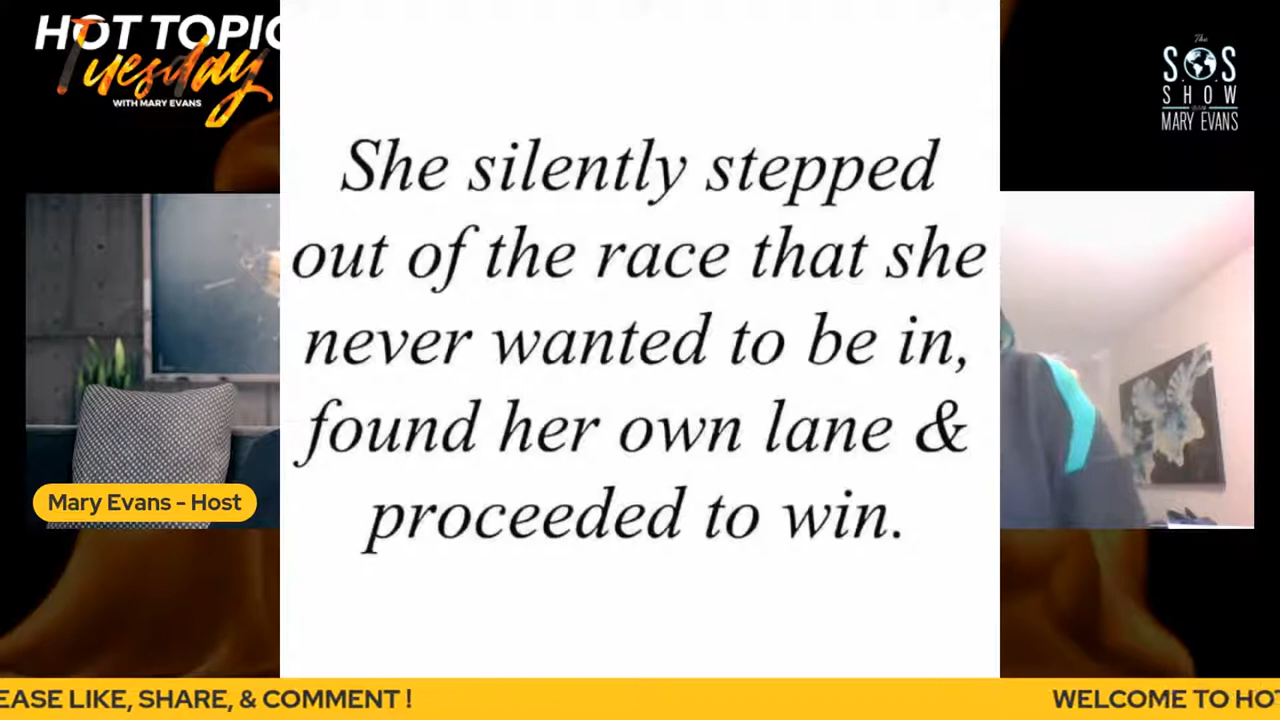 HOT TOPIC
Tuesday
WITH MARY EVANS
The
S.O.S
SHOW
MARY EVANS
She silently stepped
out of the race that she
never wanted to be in,
found her own lane &
proceeded to win.
Mary Evans - Host
EASE LIKE, SHARE, & COMMENT !
WELCOME TO HOT